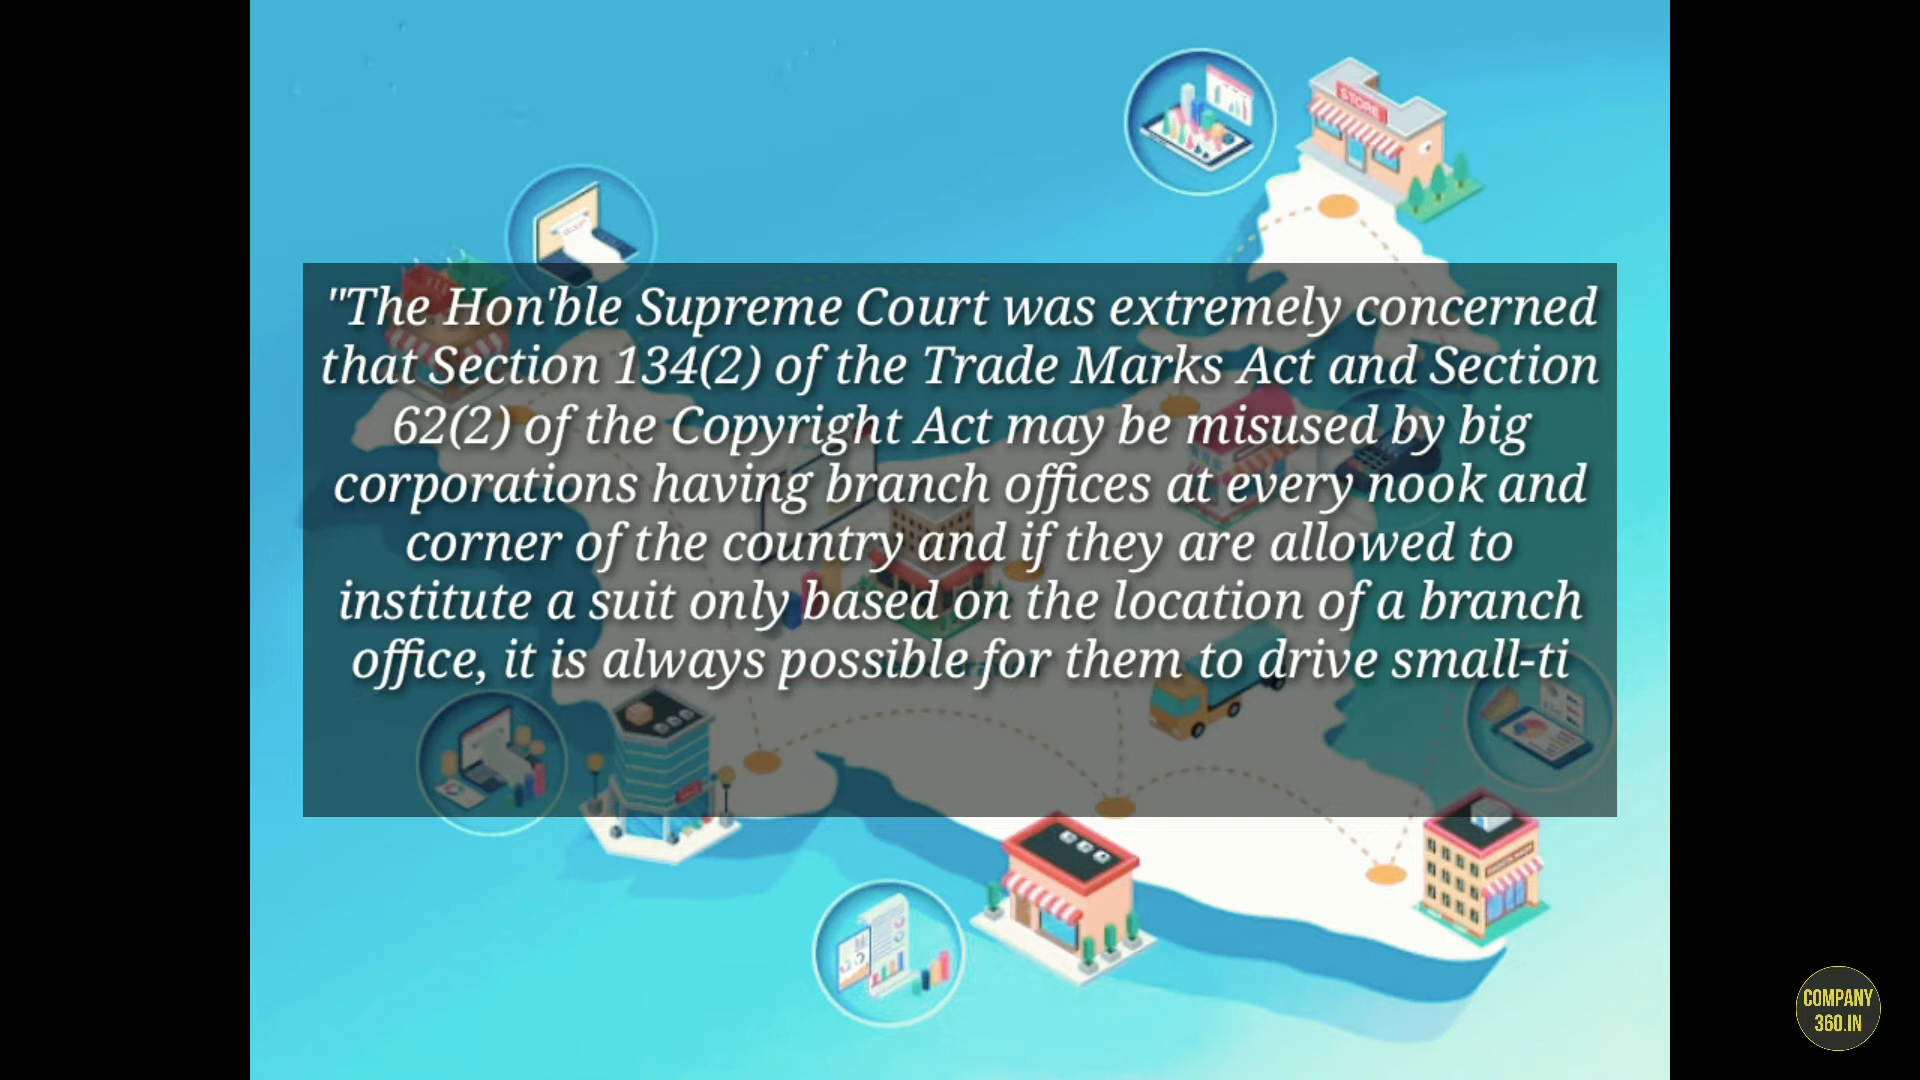 STORE
"The Hon'ble Supreme Court was extremely concerned
that Section 134(2) of the Trade Marks Act and Section
62(2) of the Copyright Act may be misused by big
corporations having branch offices at every nook and
corner of the country and if they are allowed to
institute a suit only based on the location of a branch
office, it is always possible for them to drive small-ti
COMPANY
360.IN